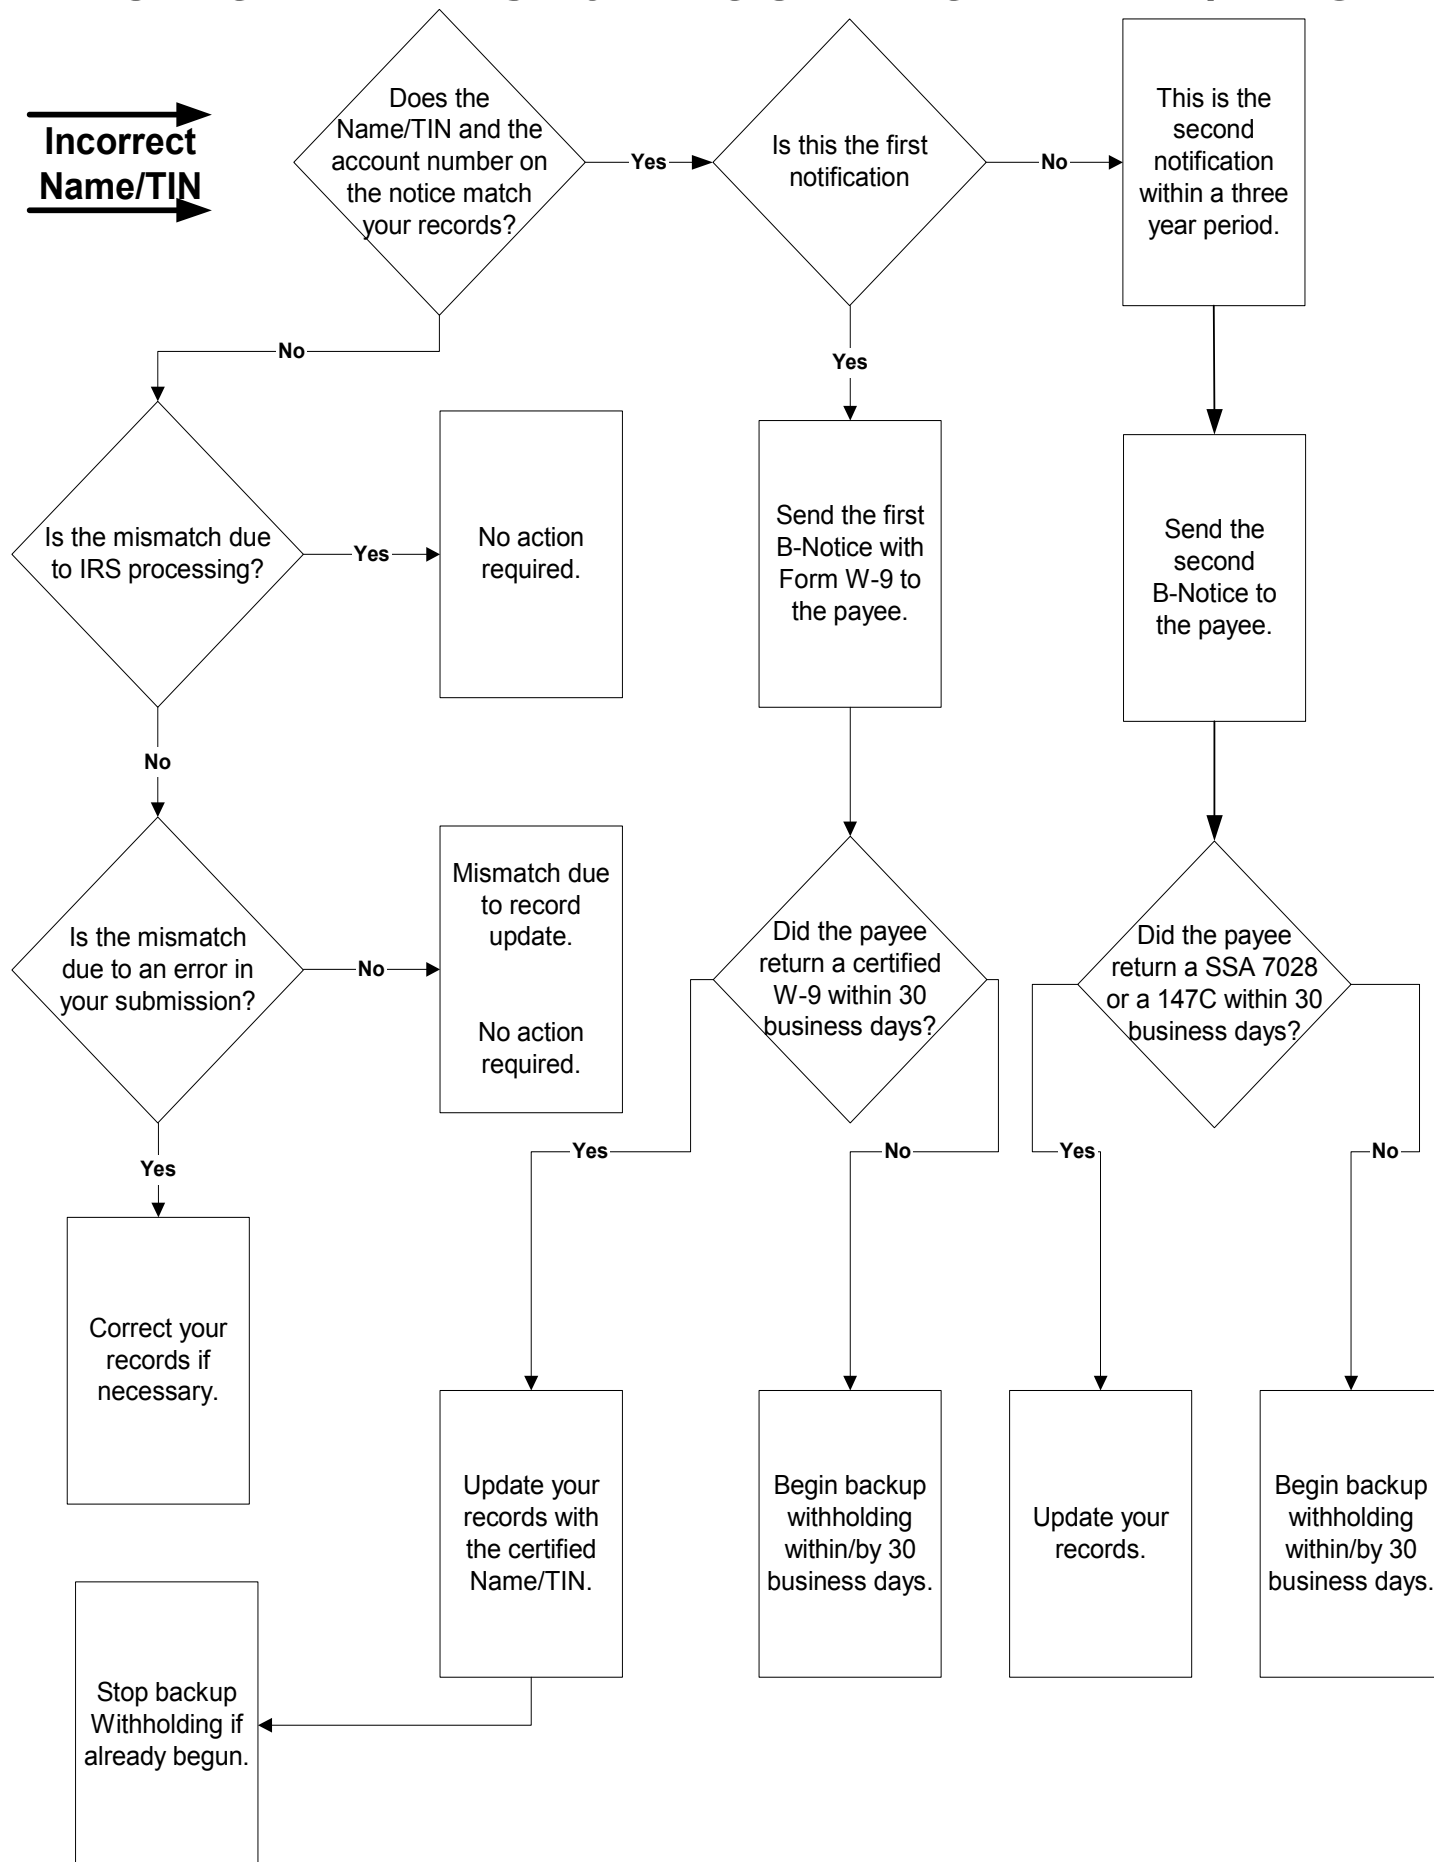 Incorrect
Name/TIN
Does the
Name/TIN and the
account number on
the notice match
your records?
Yes
Is this the first
notification
No
This is the
second
notification
within a three
year period.
No
Yes
Is the mismatch due
to IRS processing?
Yes
No action
required.
Send the first
B-Notice with
Form W-9 to
the payee.
Send the
second
B-Notice to
the payee.
No
Is the mismatch
due to an error in
your submission?
No
Mismatch due
to record
update.
No action
required.
Did the payee
return a certified
W-9 within 30
business days?
Did the payee
return a SSA 7028
or a 147C within 30
business days?
Yes
Yes
No
Yes
No
Correct your
records if
necessary.
Update your
records with
the certified
Name/TIN.
Begin backup
withholding
within/by 30
business days.
Update your
records.
Begin backup
withholding
within/by 30
business days.
Stop backup
Withholding if
already begun.